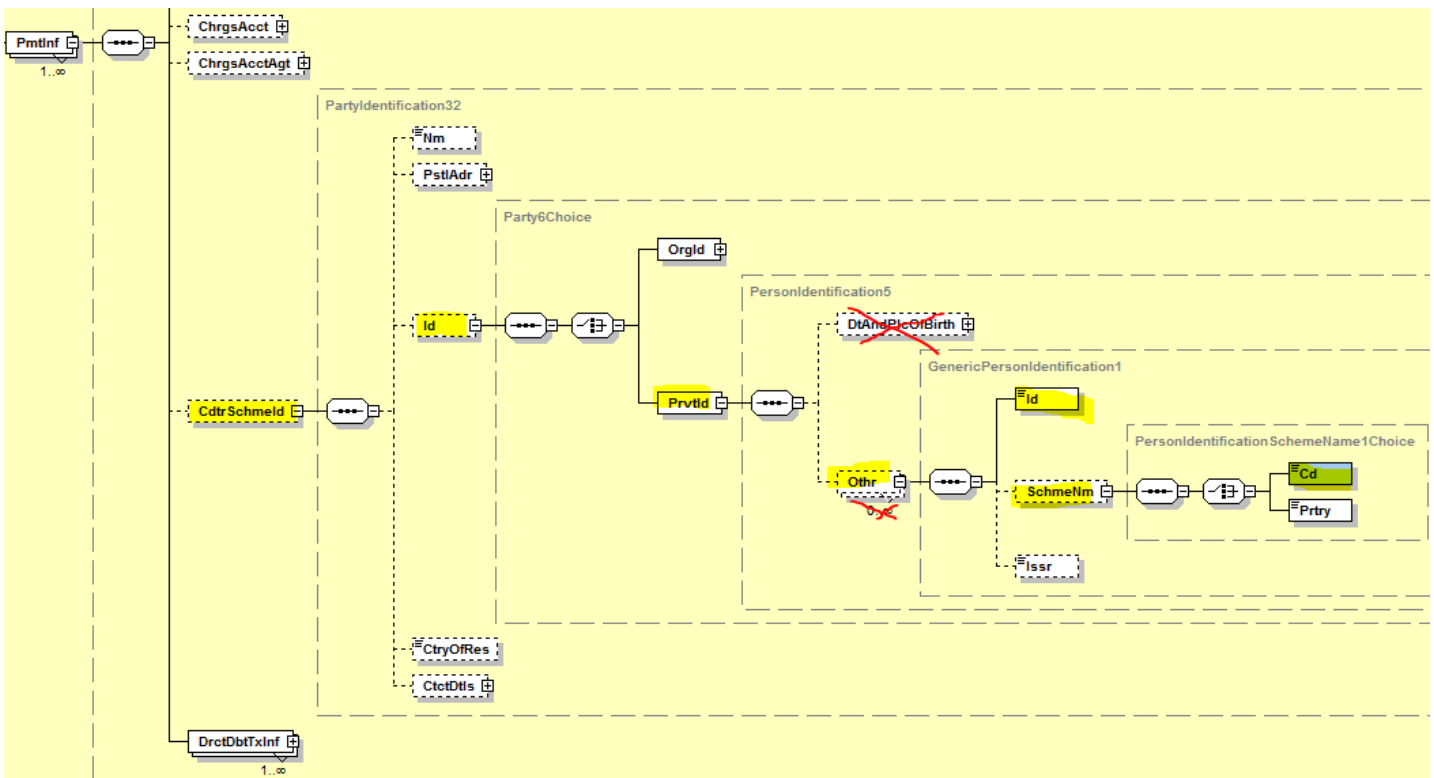 ChrgsAcct
PmtInf
1..∞
ChrgsAcctAgt
PartyIdentification32
Nm
PstlAdr
Party6Choice
OrgId
PersonIdentification5
DtAndPlcOfBirth
Id
GenericPersonIdentification1
Id
PrvtId
CdtrSchmeId
PersonIdentificationSchemeName1Choice
Cd
Othr
SchmeNm
0..∞
Prtry
Issr
CtryOfRes
CtctDtls
DrctDbtTxInf
1..∞